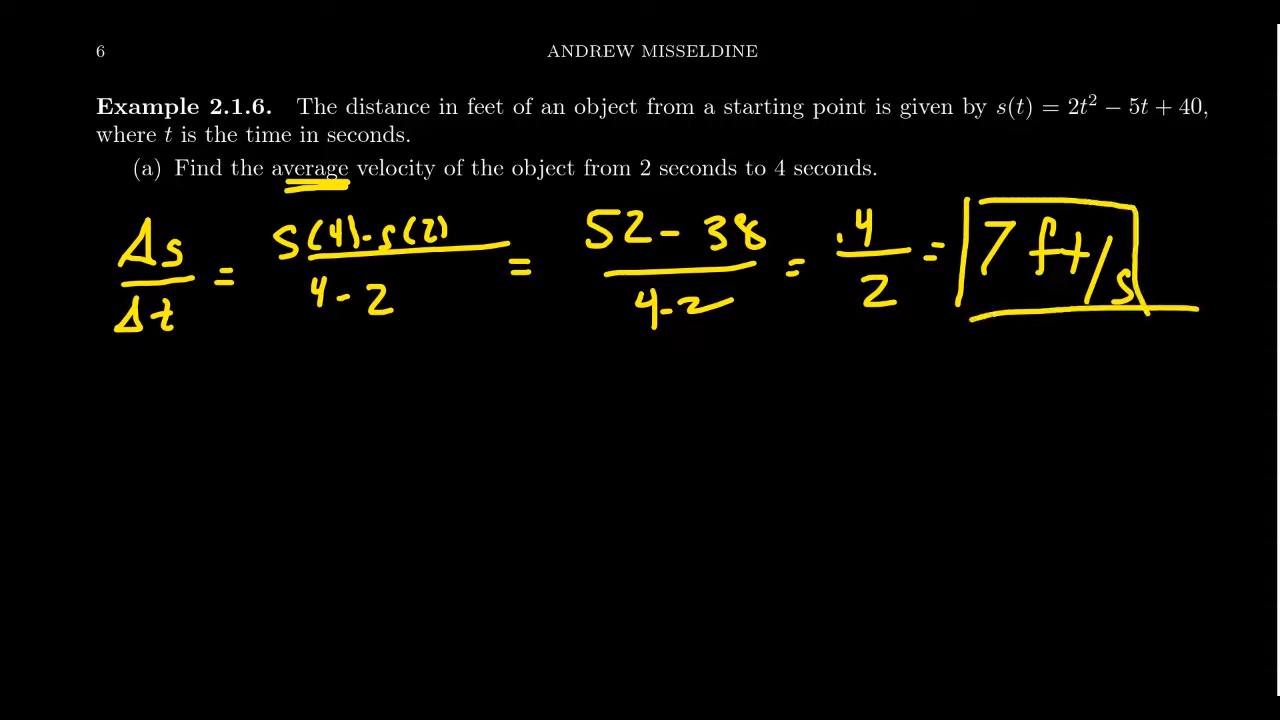 6 ANDREW MISSELDINE
Example 2.1.6. The distance in feet of an object from a starting point is given by s(t) = 2t² − 5t + 40,
where t is the time in seconds.
(a) Find the average velocity of the object from 2 seconds to 4 seconds.
Δs/Δt = (s(4)-s(2))/(4-2) = (52-38)/(4-2) = .4/2 = 7 ft/s